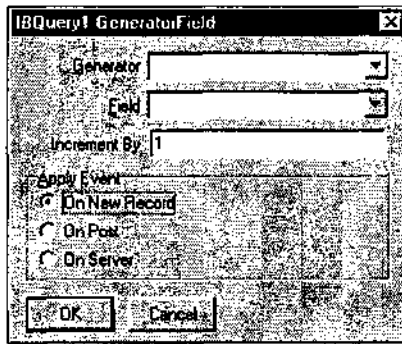 IBQuery1 GeneratorField
Generator
Field
Increment By 1
Apply Event
On New Record
On Post
On Server
OK Cancel